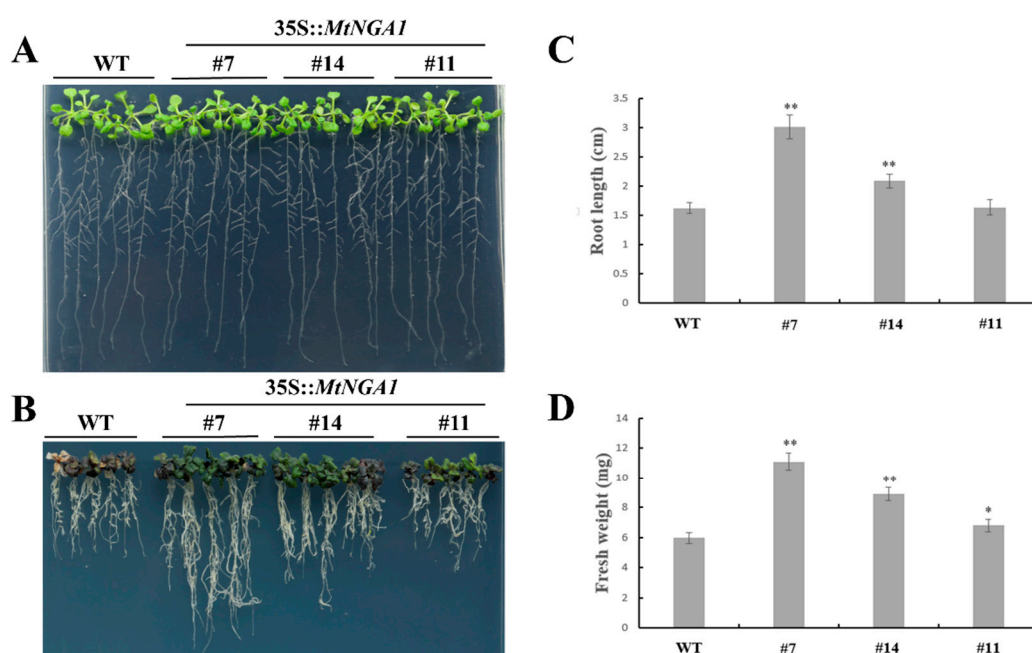 A
35S::MtNGA1
WT #7 #14 #11
B
35S::MtNGA1
WT #7 #14 #11
C
Root length (cm)
3.5
3
2.5
2
1.5
1
0.5
0
**
**
WT #7 #14 #11
D
Fresh weight (mg)
14
12
10
8
6
4
2
0
**
**
*
WT #7 #14 #11